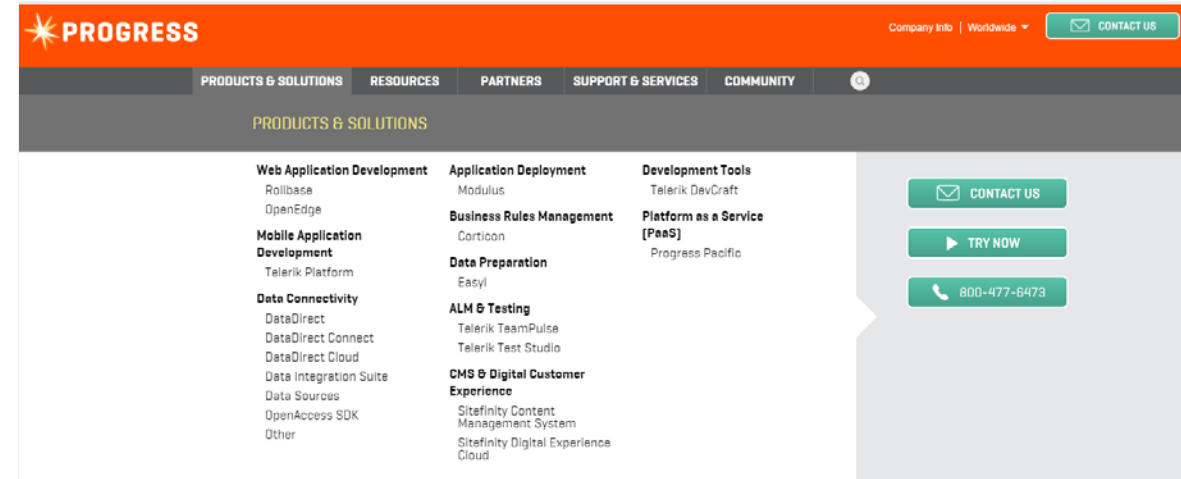 PROGRESS
Company Info | Worldwide
CONTACT US
PRODUCTS & SOLUTIONS
RESOURCES
PARTNERS
SUPPORT & SERVICES
COMMUNITY
PRODUCTS & SOLUTIONS
Web Application Development
Rollbase
OpenEdge
Mobile Application
Development
Telerik Platform
Data Connectivity
DataDirect
DataDirect Connect
DataDirect Cloud
Data Integration Suite
Data Sources
OpenAccess SDK
Other
Application Deployment
Modulus
Business Rules Management
Corticon
Data Preparation
Easyl
ALM & Testing
Telerik TeamPulse
Telerik Test Studio
CMS & Digital Customer
Experience
Sitefinity Content
Management System
Sitefinity Digital Experience
Cloud
Development Tools
Telerik DevCraft
Platform as a Service
[PaaS]
Progress Pacific
CONTACT US
TRY NOW
800-477-6473